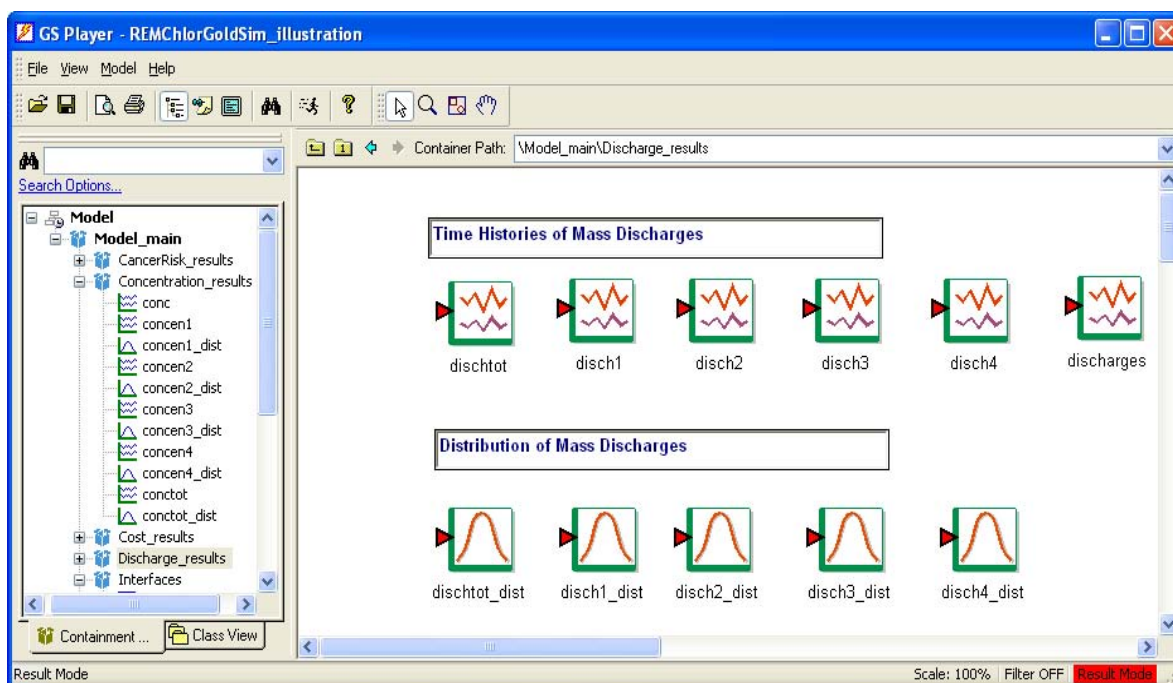 GS Player - REMChlorGoldSim_illustration
File View Model Help
Container Path: \Model_main\Discharge_results
Search Options...
Model
Model_main
CancerRisk_results
Concentration_results
conc
concen1
concen1_dist
concen2
concen2_dist
concen3
concen3_dist
concen4
concen4_dist
conctot
conctot_dist
Cost_results
Discharge_results
Interfaces
Containment ... Class View
Time Histories of Mass Discharges
dischtot disch1 disch2 disch3 disch4 discharges
Distribution of Mass Discharges
dischtot_dist disch1_dist disch2_dist disch3_dist disch4_dist
Result Mode Scale: 100% Filter OFF Result Mode